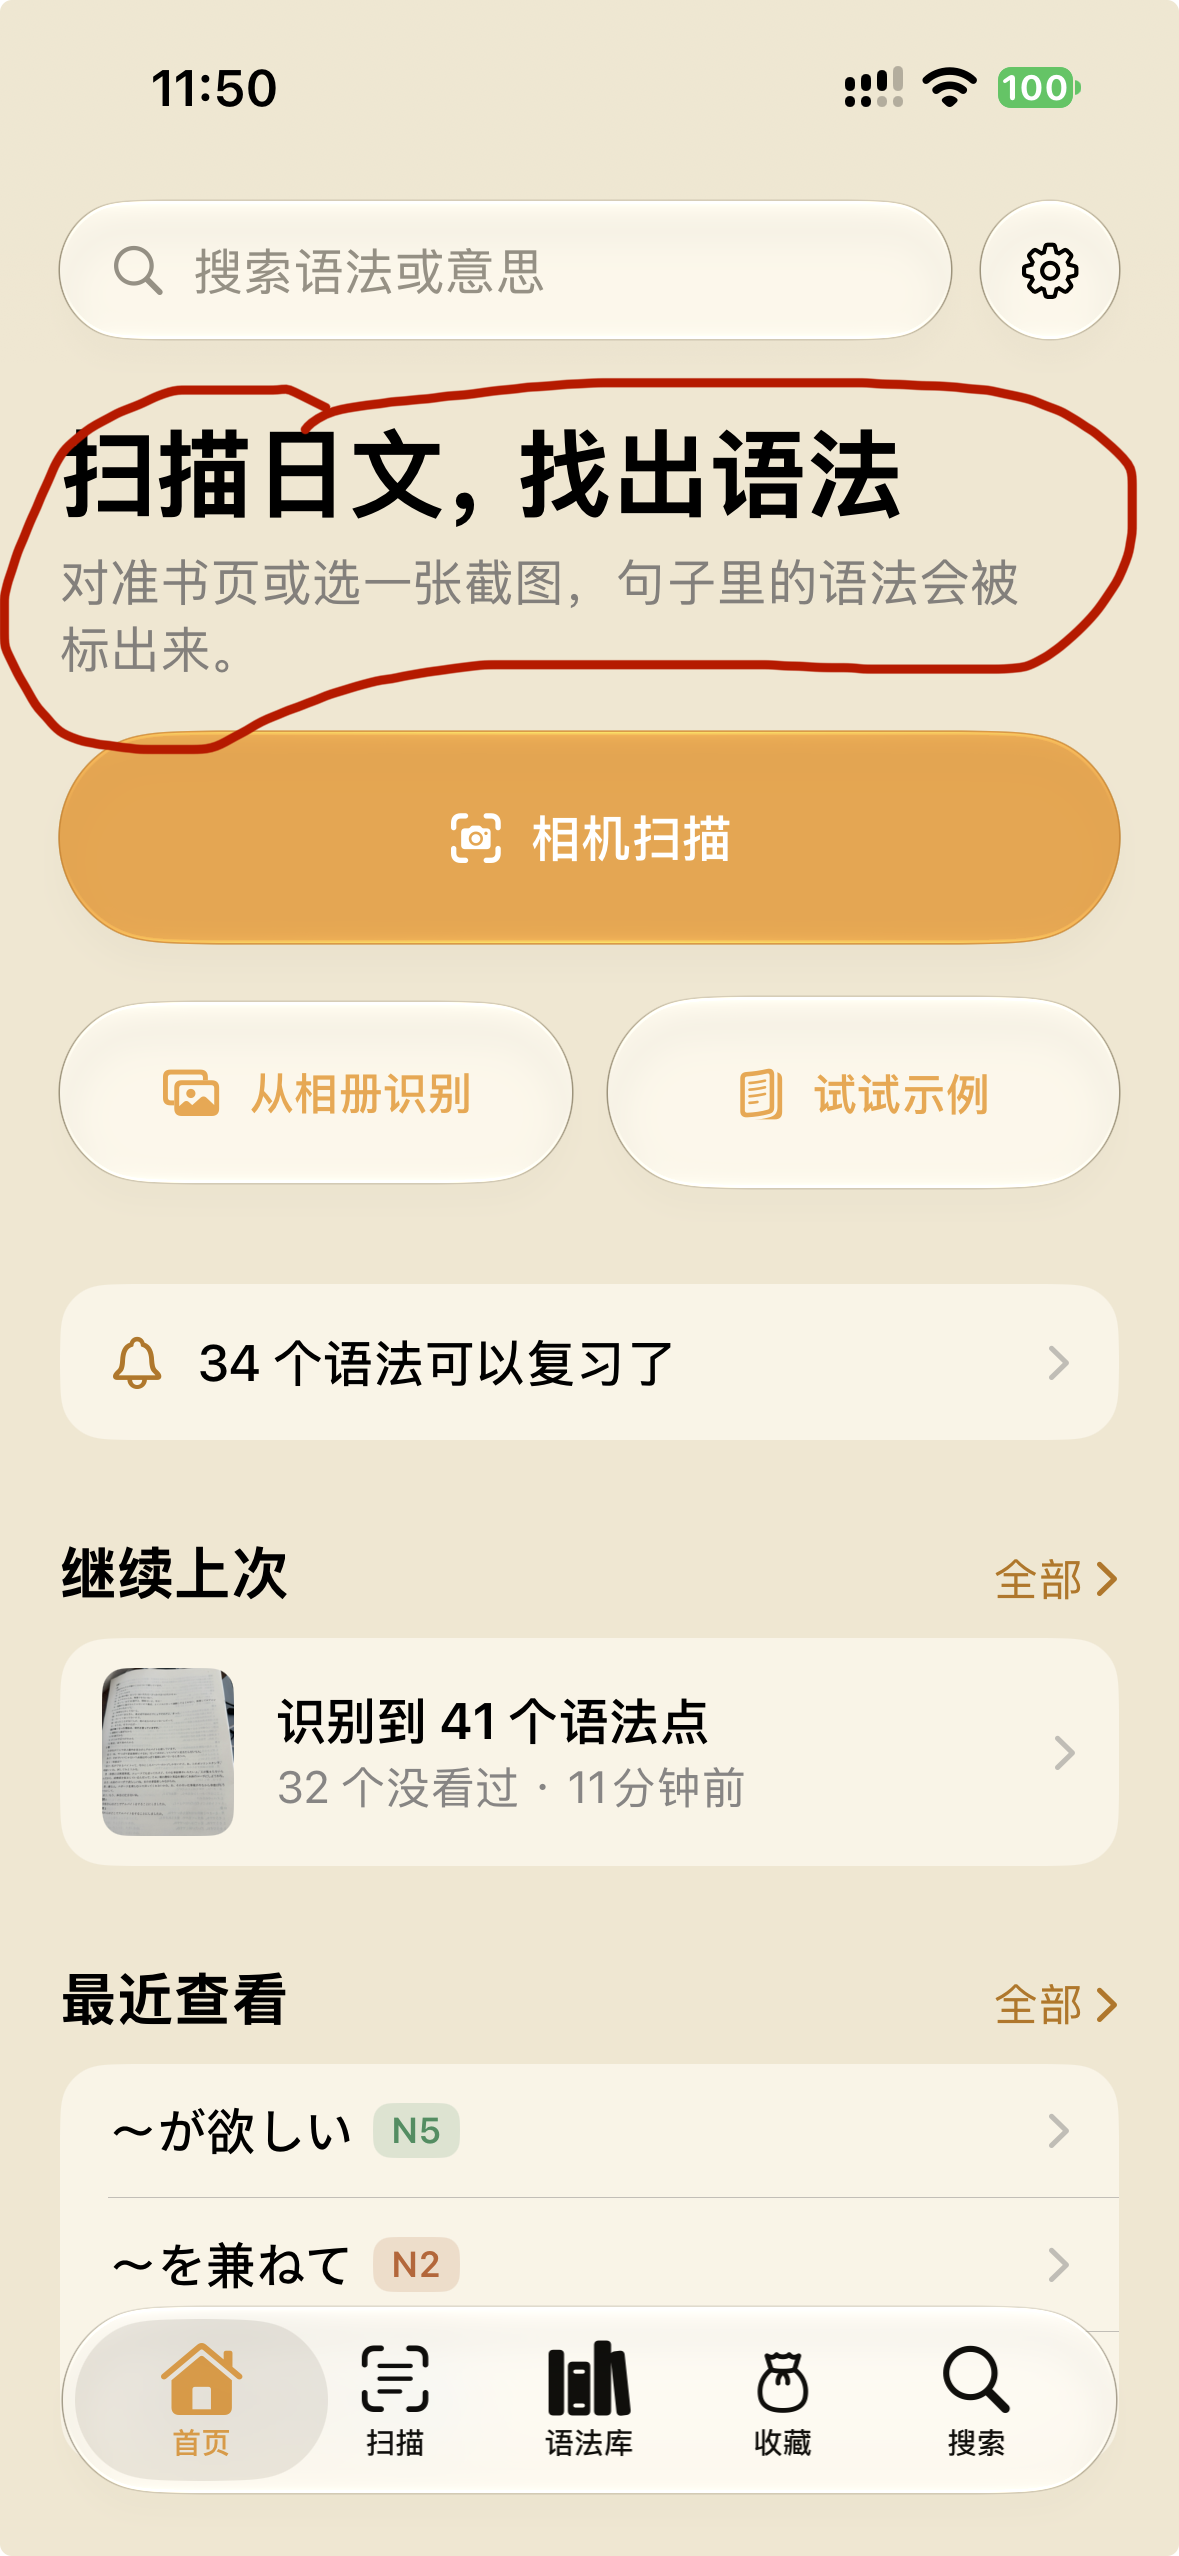 11:50
100
搜索语法或意思
扫描日文，找出语法
对准书页或选一张截图，句子里的语法会被
标出来。
相机扫描
从相册识别
试试示例
34 个语法可以复习了
继续上次
全部
识别到 41 个语法点
32 个没看过 · 11分钟前
最近查看
全部
～が欲しい N5
～を兼ねて N2
首页
扫描
语法库
收藏
搜索